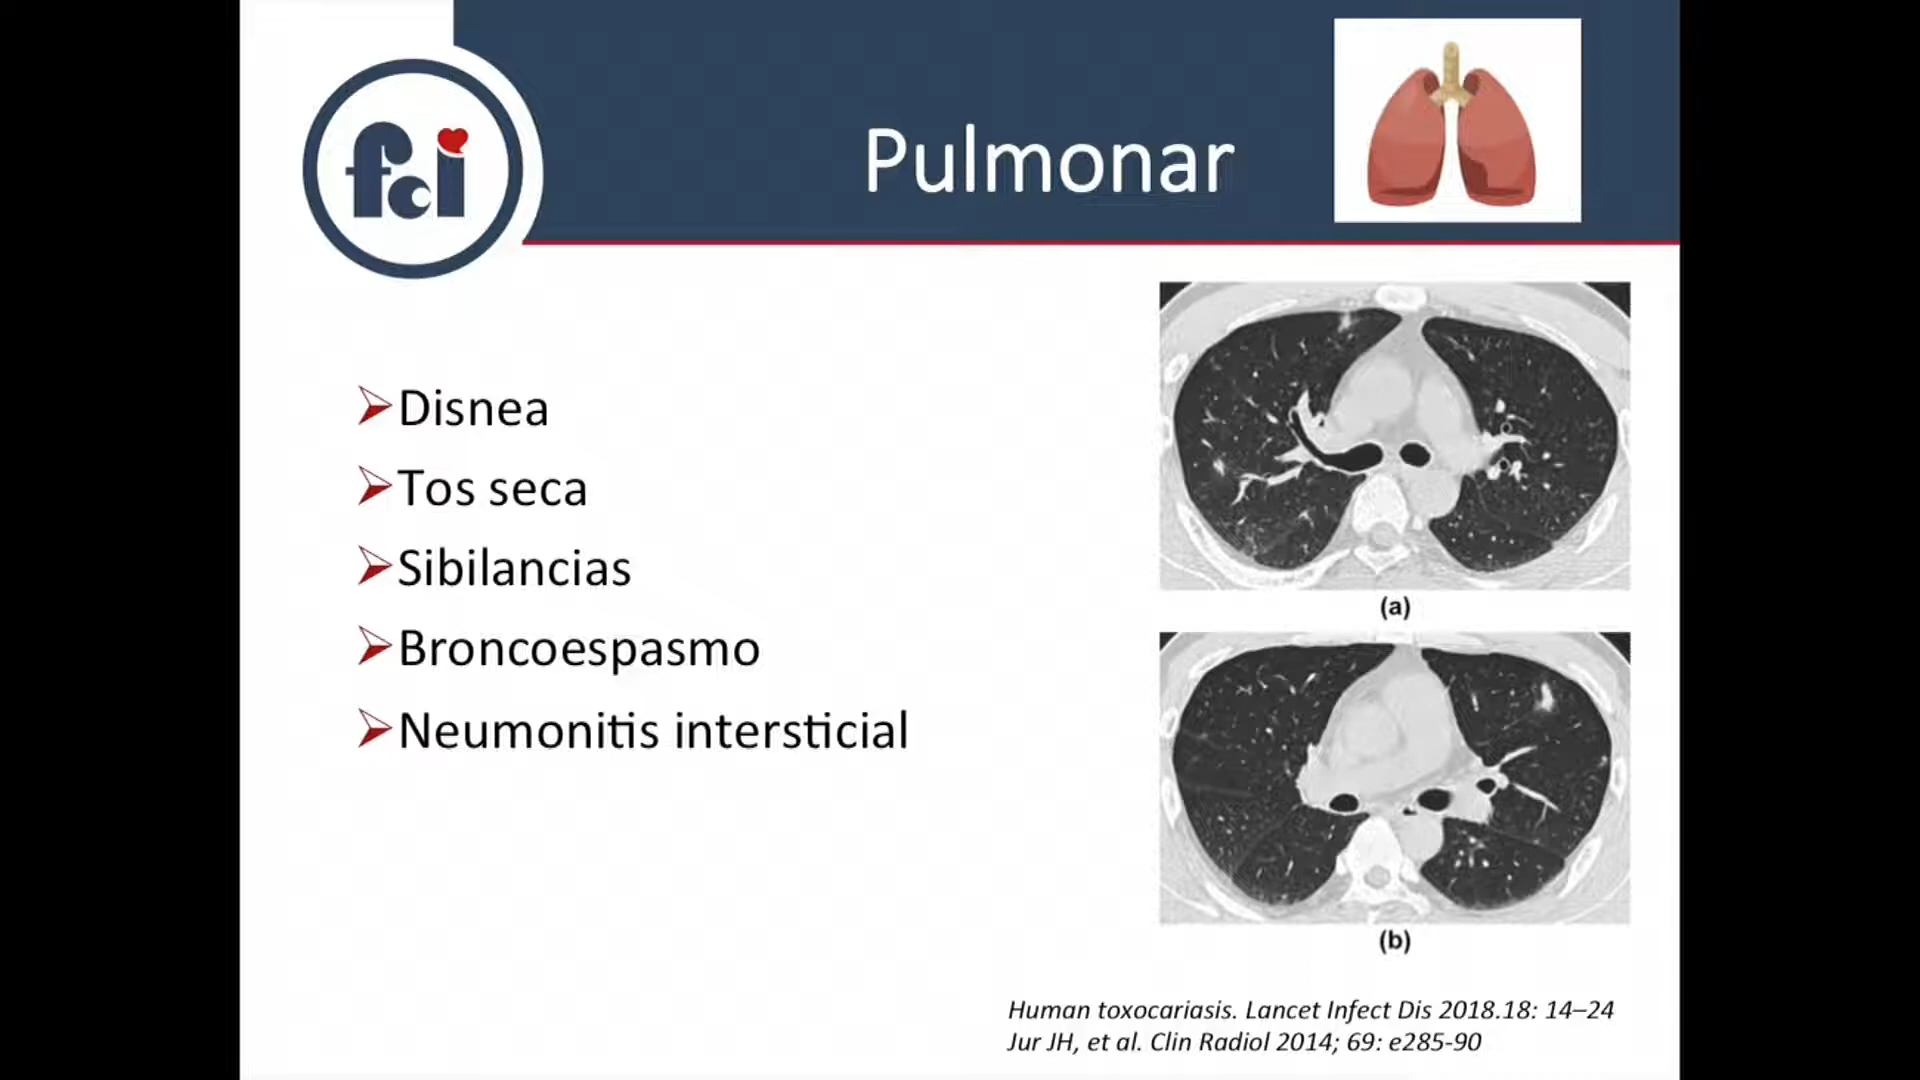 fci
Pulmonar
Disnea
Tos seca
Sibilancias
Broncoespasmo
Neumonitis intersticial
(a)
(b)
Human toxocariasis. Lancet Infect Dis 2018.18: 14–24
Jur JH, et al. Clin Radiol 2014; 69: e285-90